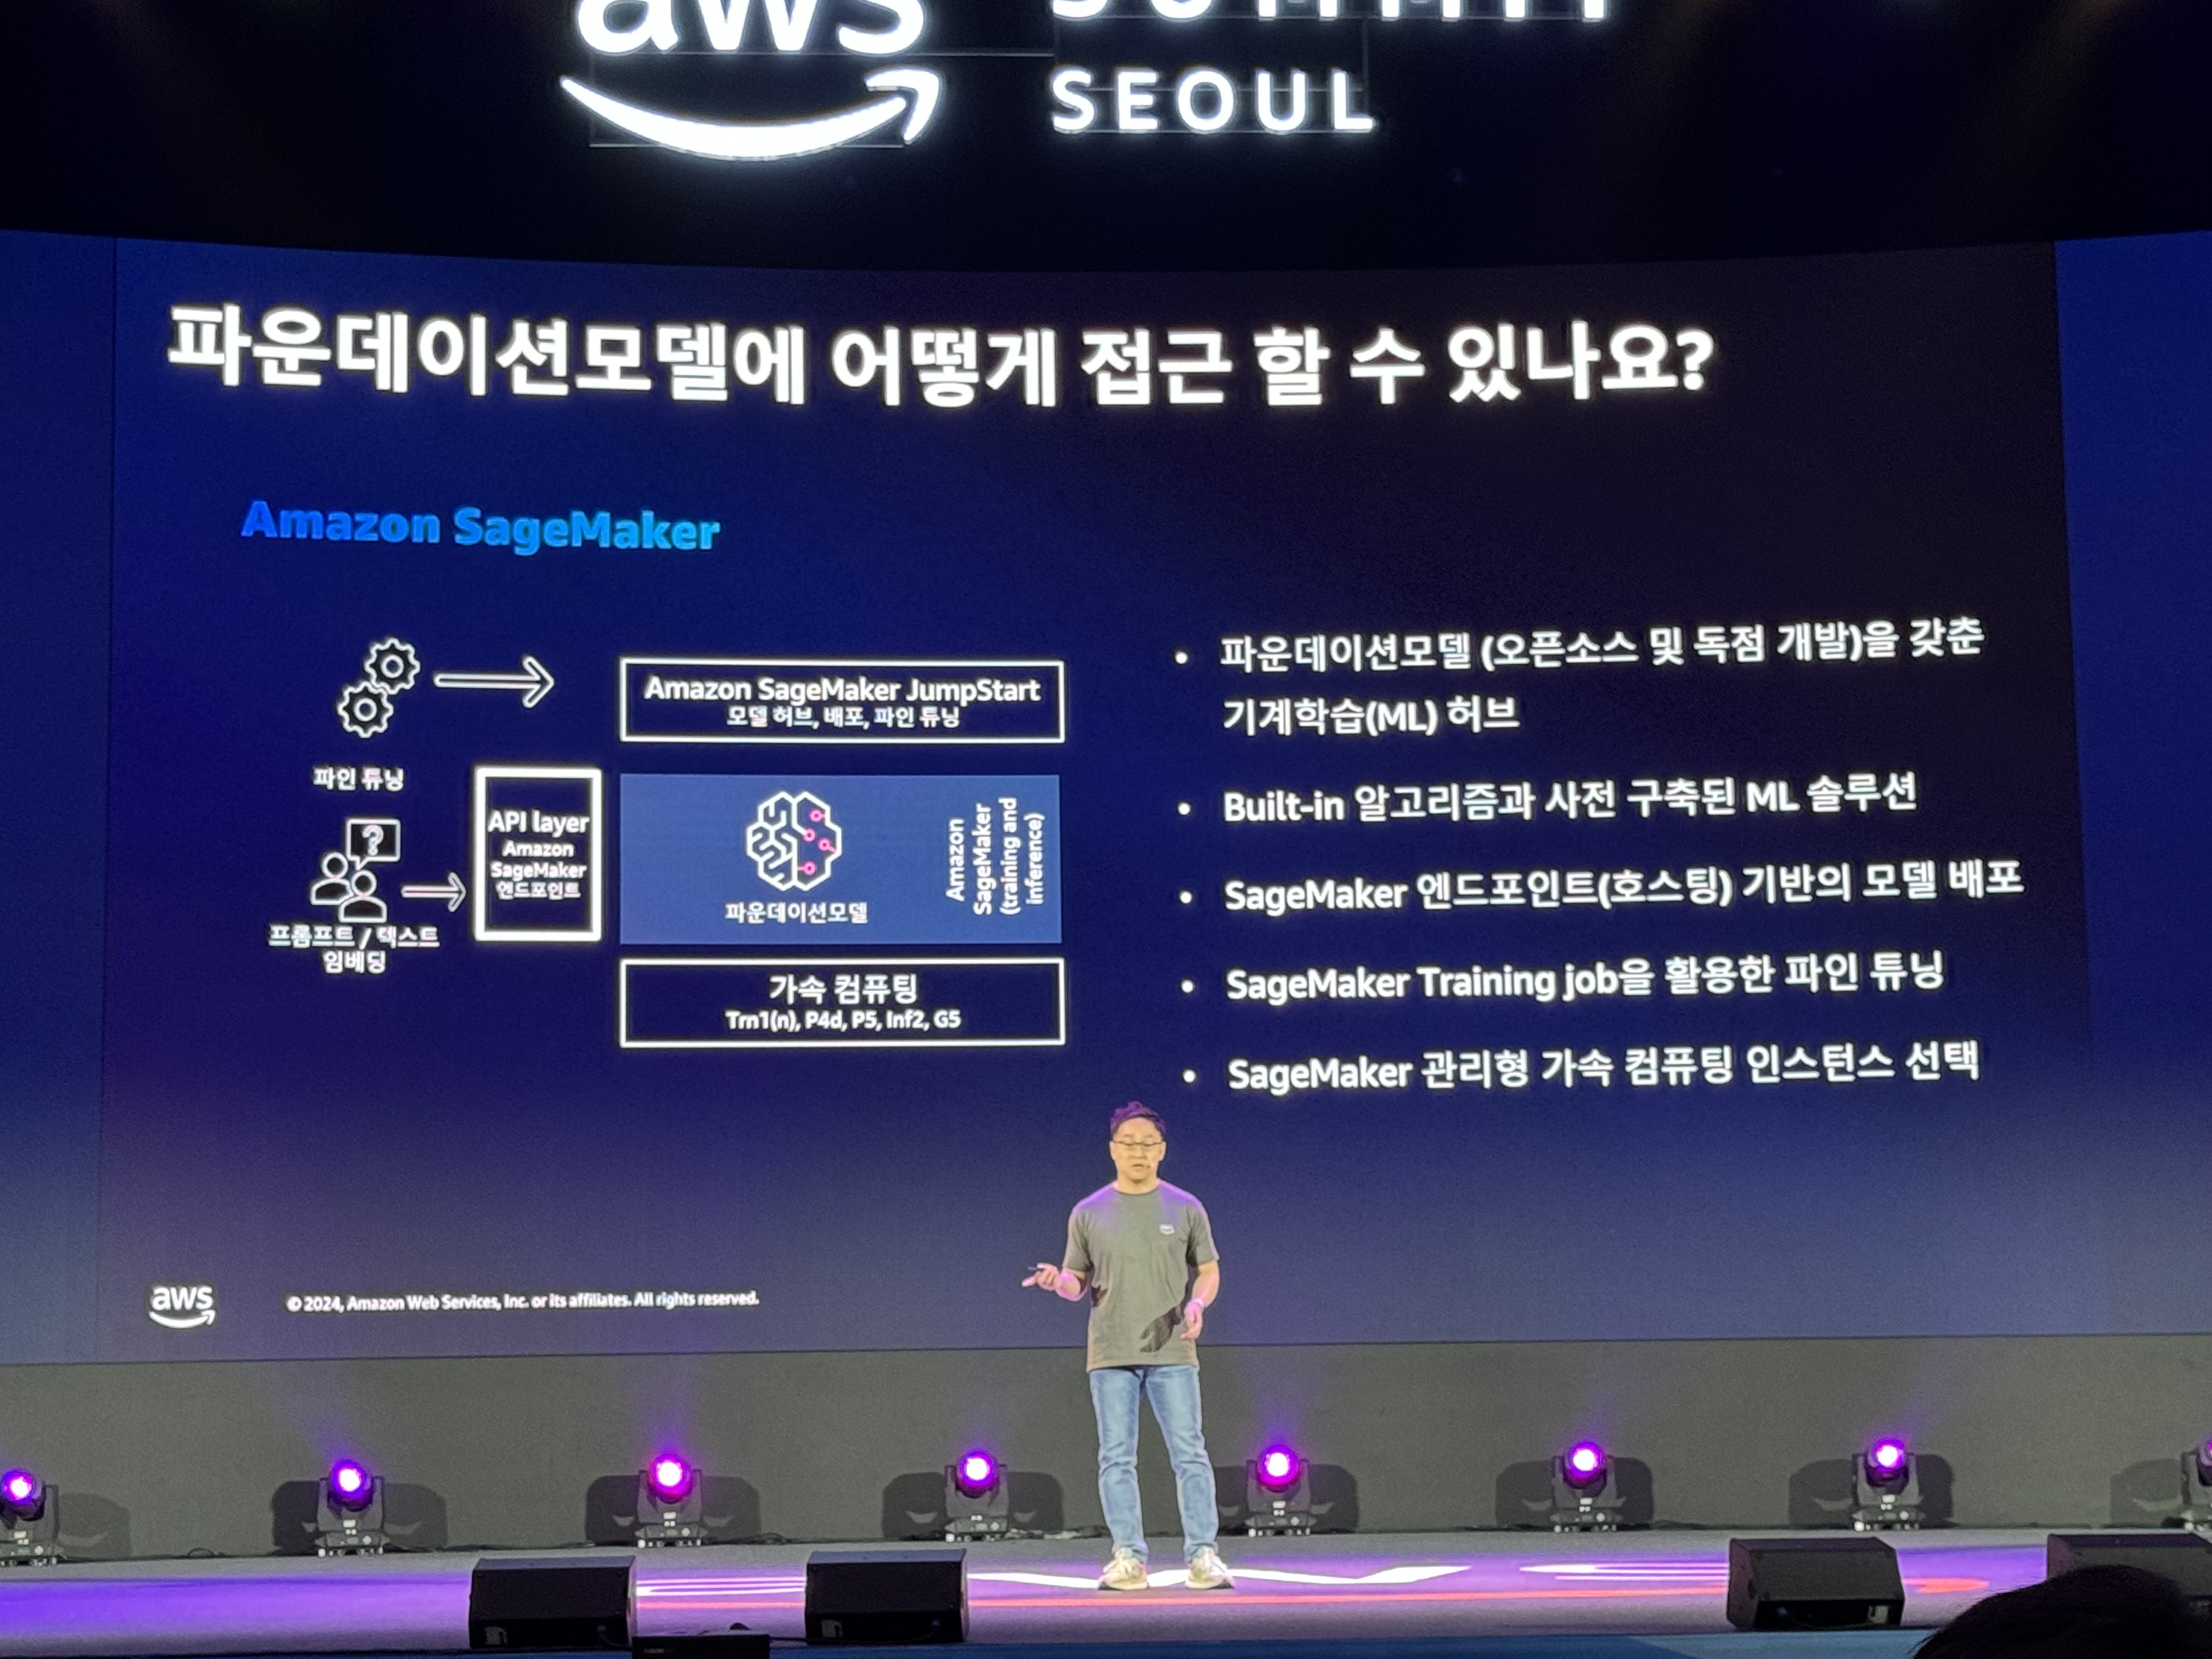 aws SUMMIT
SEOUL
파운데이션모델에 어떻게 접근 할 수 있나요?
Amazon SageMaker
파인 튜닝
프롬프트 / 텍스트
임베딩
API layer
Amazon
SageMaker
엔드포인트
Amazon SageMaker JumpStart
모델 허브, 배포, 파인 튜닝
파운데이션모델
Amazon
SageMaker
(training and
inference)
가속 컴퓨팅
Trn1(n), P4d, P5, Inf2, G5
• 파운데이션모델 (오픈소스 및 독점 개발)을 갖춘
기계학습(ML) 허브
• Built-in 알고리즘과 사전 구축된 ML 솔루션
• SageMaker 엔드포인트(호스팅) 기반의 모델 배포
• SageMaker Training job을 활용한 파인 튜닝
• SageMaker 관리형 가속 컴퓨팅 인스턴스 선택
aws
© 2024, Amazon Web Services, Inc. or its affiliates. All rights reserved.